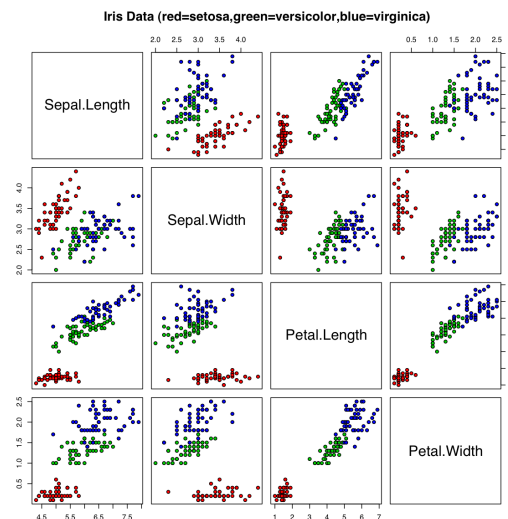 Iris Data (red=setosa,green=versicolor,blue=virginica)
2.0 2.5 3.0 3.5 4.0
0.5 1.0 1.5 2.0 2.5
Sepal.Length
2.0 2.5 3.0 3.5 4.0
Sepal.Width
Petal.Length
0.5 1.0 1.5 2.0 2.5
Petal.Width
4.5 5.5 6.5 7.5
1 2 3 4 5 6 7